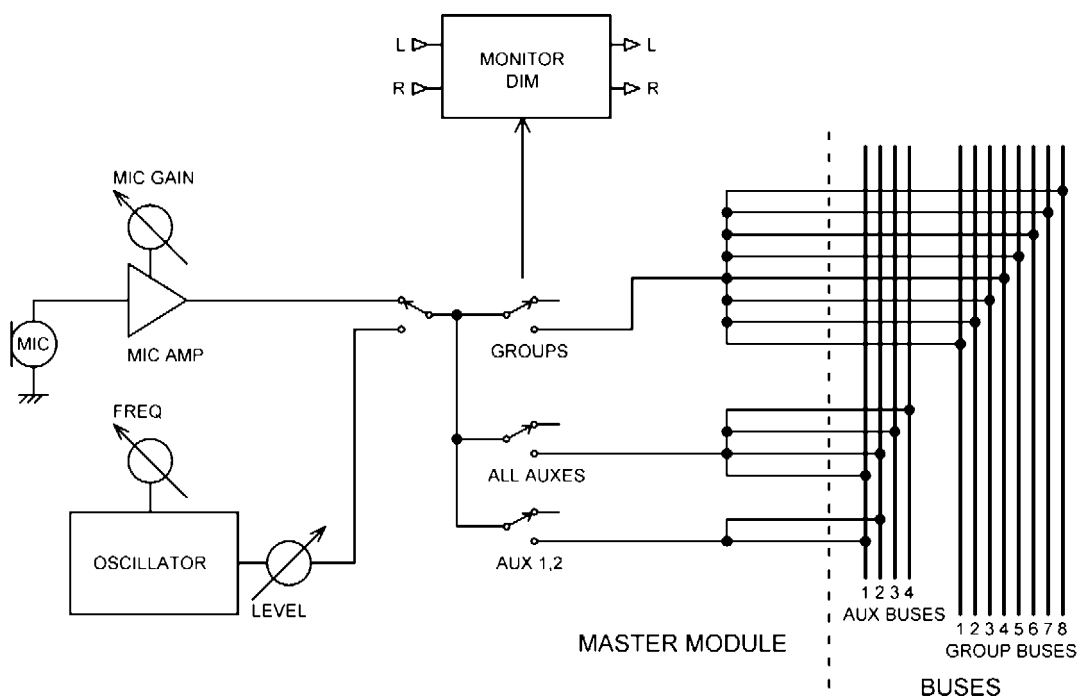 L L
MONITOR
DIM
R R
MIC GAIN
MIC
MIC AMP
GROUPS
FREQ
ALL AUXES
OSCILLATOR
LEVEL
AUX 1,2
1 2 3 4
AUX BUSES
1 2 3 4 5 6 7 8
GROUP BUSES
MASTER MODULE
BUSES